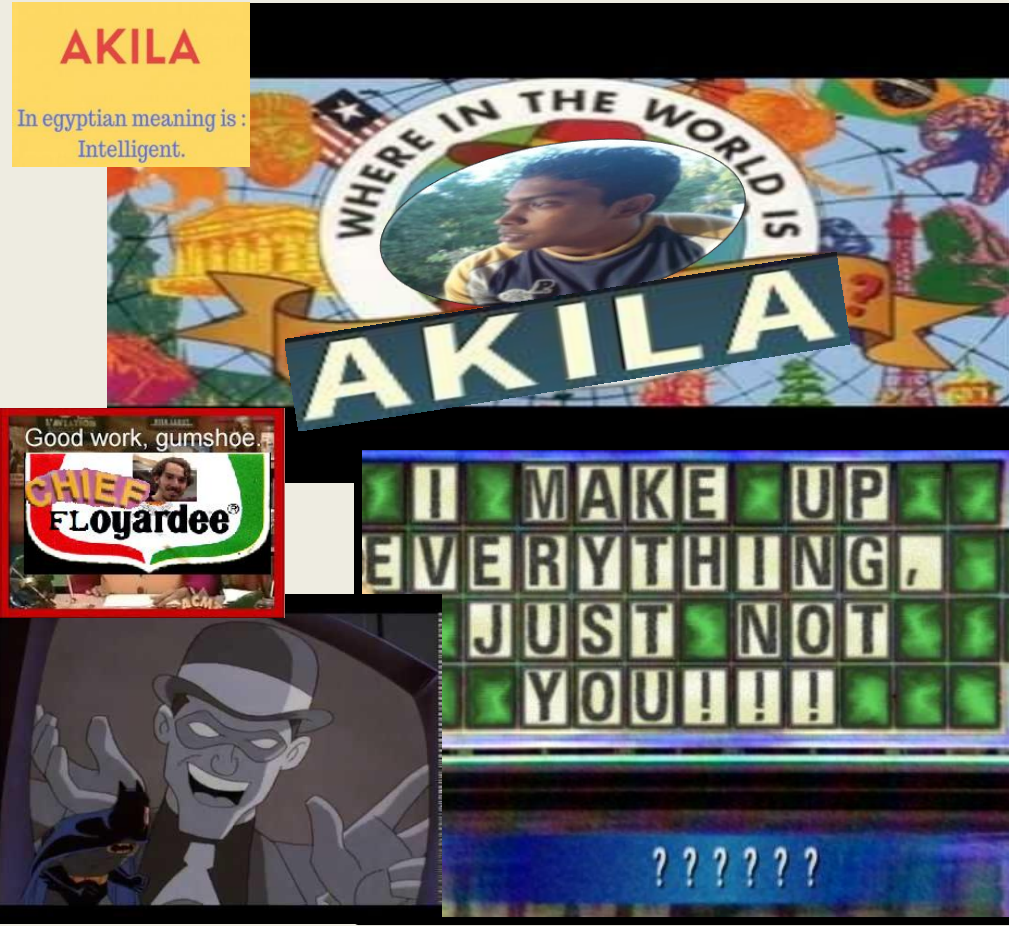 AKILA
In egyptian meaning is :
Intelligent.
WHERE IN THE WORLD IS
AKILA
?
Good work, gumshoe.
CHIEF
FLoyardee®
ACME
I MAKE UP
EVERYTHING,
JUST NOT
YOU!!!
? ? ? ? ? ?